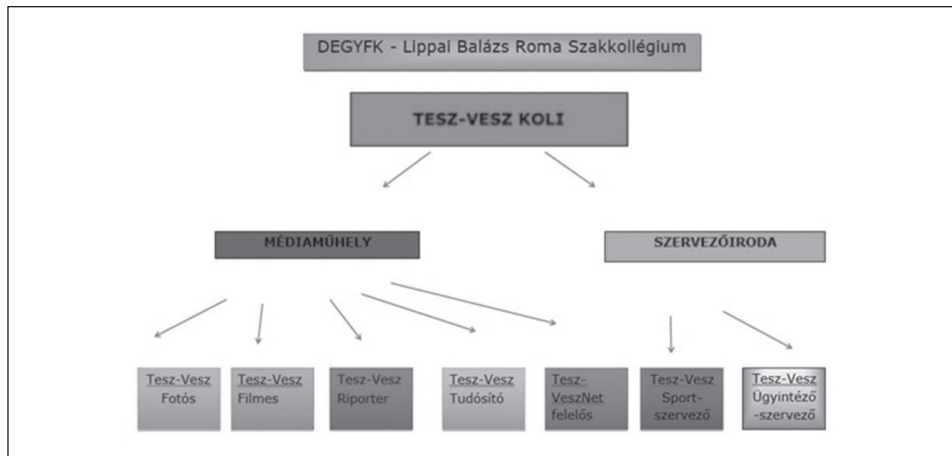 DEGYFK - Lippai Balázs Roma Szakkollégium
TESZ-VESZ KOLI
MÉDIAMŰHELY
SZERVEZŐIRODA
Tesz-Vesz
Fotós
Tesz-Vesz
Filmes
Tesz-Vesz
Riporter
Tesz-Vesz
Tudósító
Tesz-
VeszNet
felelős
Tesz-Vesz
Sport-
szervező
Tesz-Vesz
Ügyintéző
-szervező